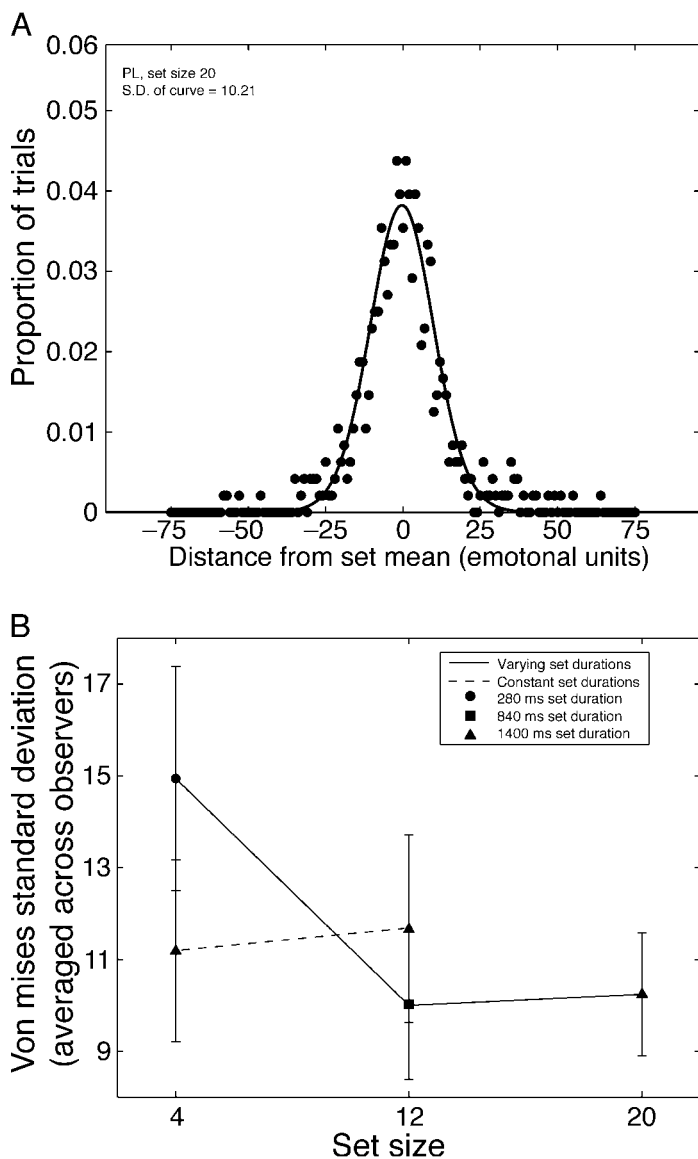 A
0.06
PL, set size 20
S.D. of curve = 10.21
0.05
0.04
0.03
0.02
0.01
0
Proportion of trials
−75 −50 −25 0 25 50 75
Distance from set mean (emotonal units)
B
Varying set durations
Constant set durations
280 ms set duration
840 ms set duration
1400 ms set duration
17
15
13
11
9
Von mises standard deviation
(averaged across observers)
4 12 20
Set size